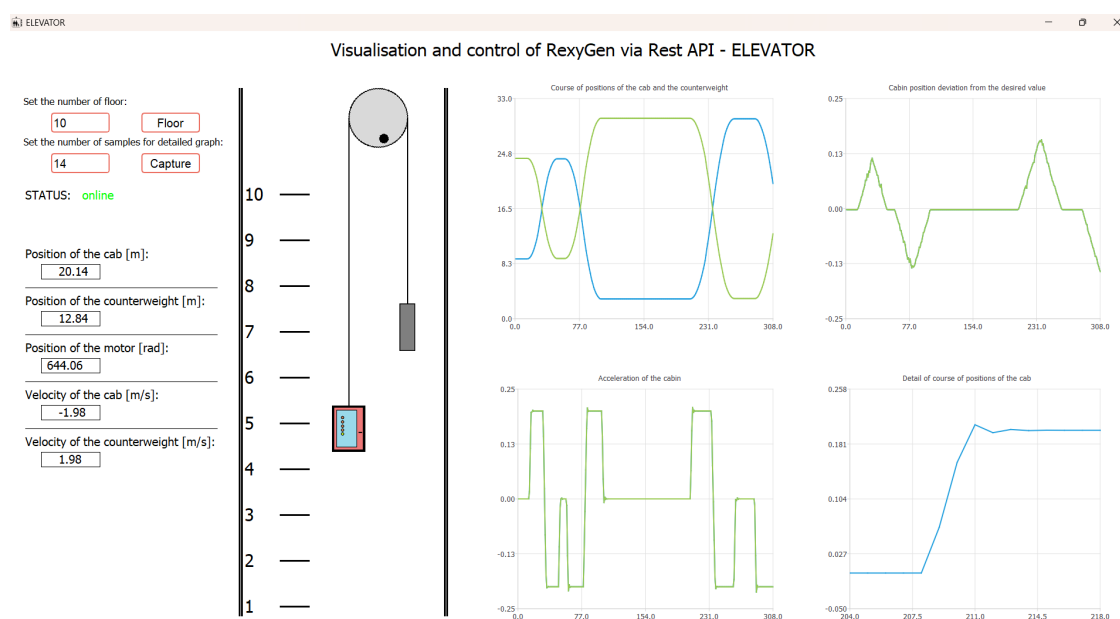 ELEVATOR
Visualisation and control of RexyGen via Rest API - ELEVATOR
Set the number of floor:
10 Floor
Set the number of samples for detailed graph:
14 Capture
STATUS: online
Position of the cab [m]:
20.14
Position of the counterweight [m]:
12.84
Position of the motor [rad]:
644.06
Velocity of the cab [m/s]:
-1.98
Velocity of the counterweight [m/s]:
1.98
10
9
8
7
6
5
4
3
2
1
Course of positions of the cab and the counterweight
33.0
24.8
16.5
8.3
0.0
0.0 77.0 154.0 231.0 308.0
Cabin position deviation from the desired value
0.25
0.13
0.00
-0.13
-0.25
0.0 77.0 154.0 231.0 308.0
Acceleration of the cabin
0.25
0.13
0.00
-0.13
-0.25
0.0 77.0 154.0 231.0 308.0
Detail of course of positions of the cab
0.258
0.181
0.104
0.027
-0.050
204.0 207.5 211.0 214.5 218.0